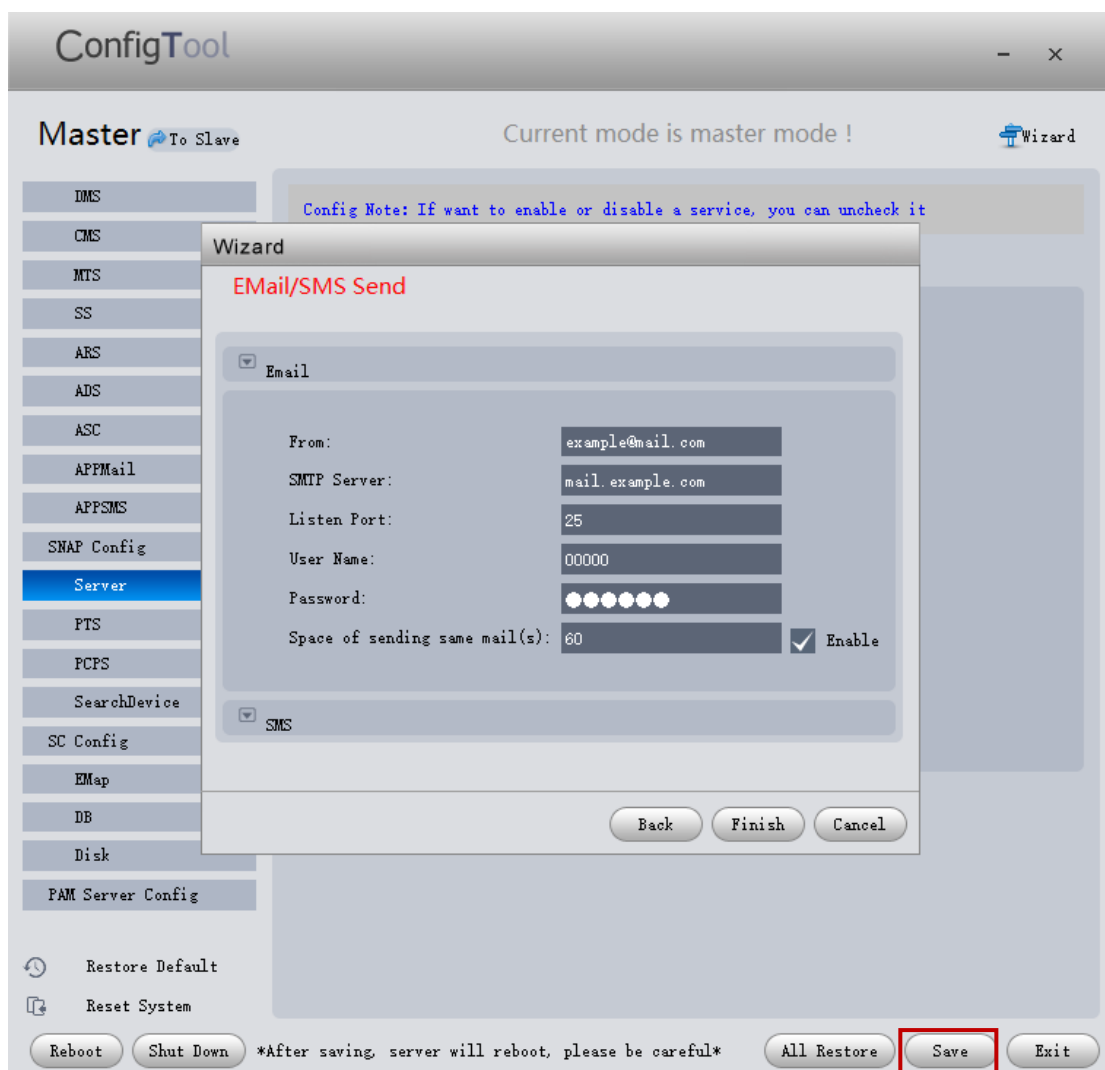 ConfigTool
Master To Slave
Current mode is master mode !
Wizard
DMS
CMS
MTS
SS
ARS
ADS
ASC
APPMail
APPSMS
SNAP Config
Server
PTS
PCPS
SearchDevice
SC Config
EMap
DB
Disk
PAM Server Config
Restore Default
Reset System
Config Note: If want to enable or disable a service, you can uncheck it
Wizard
EMail/SMS Send
Email
From: example@mail.com
SMTP Server: mail.example.com
Listen Port: 25
User Name: 00000
Password: ●●●●●●
Space of sending same mail(s): 60 Enable
SMS
Back Finish Cancel
Reboot Shut Down *After saving, server will reboot, please be careful* All Restore Save Exit